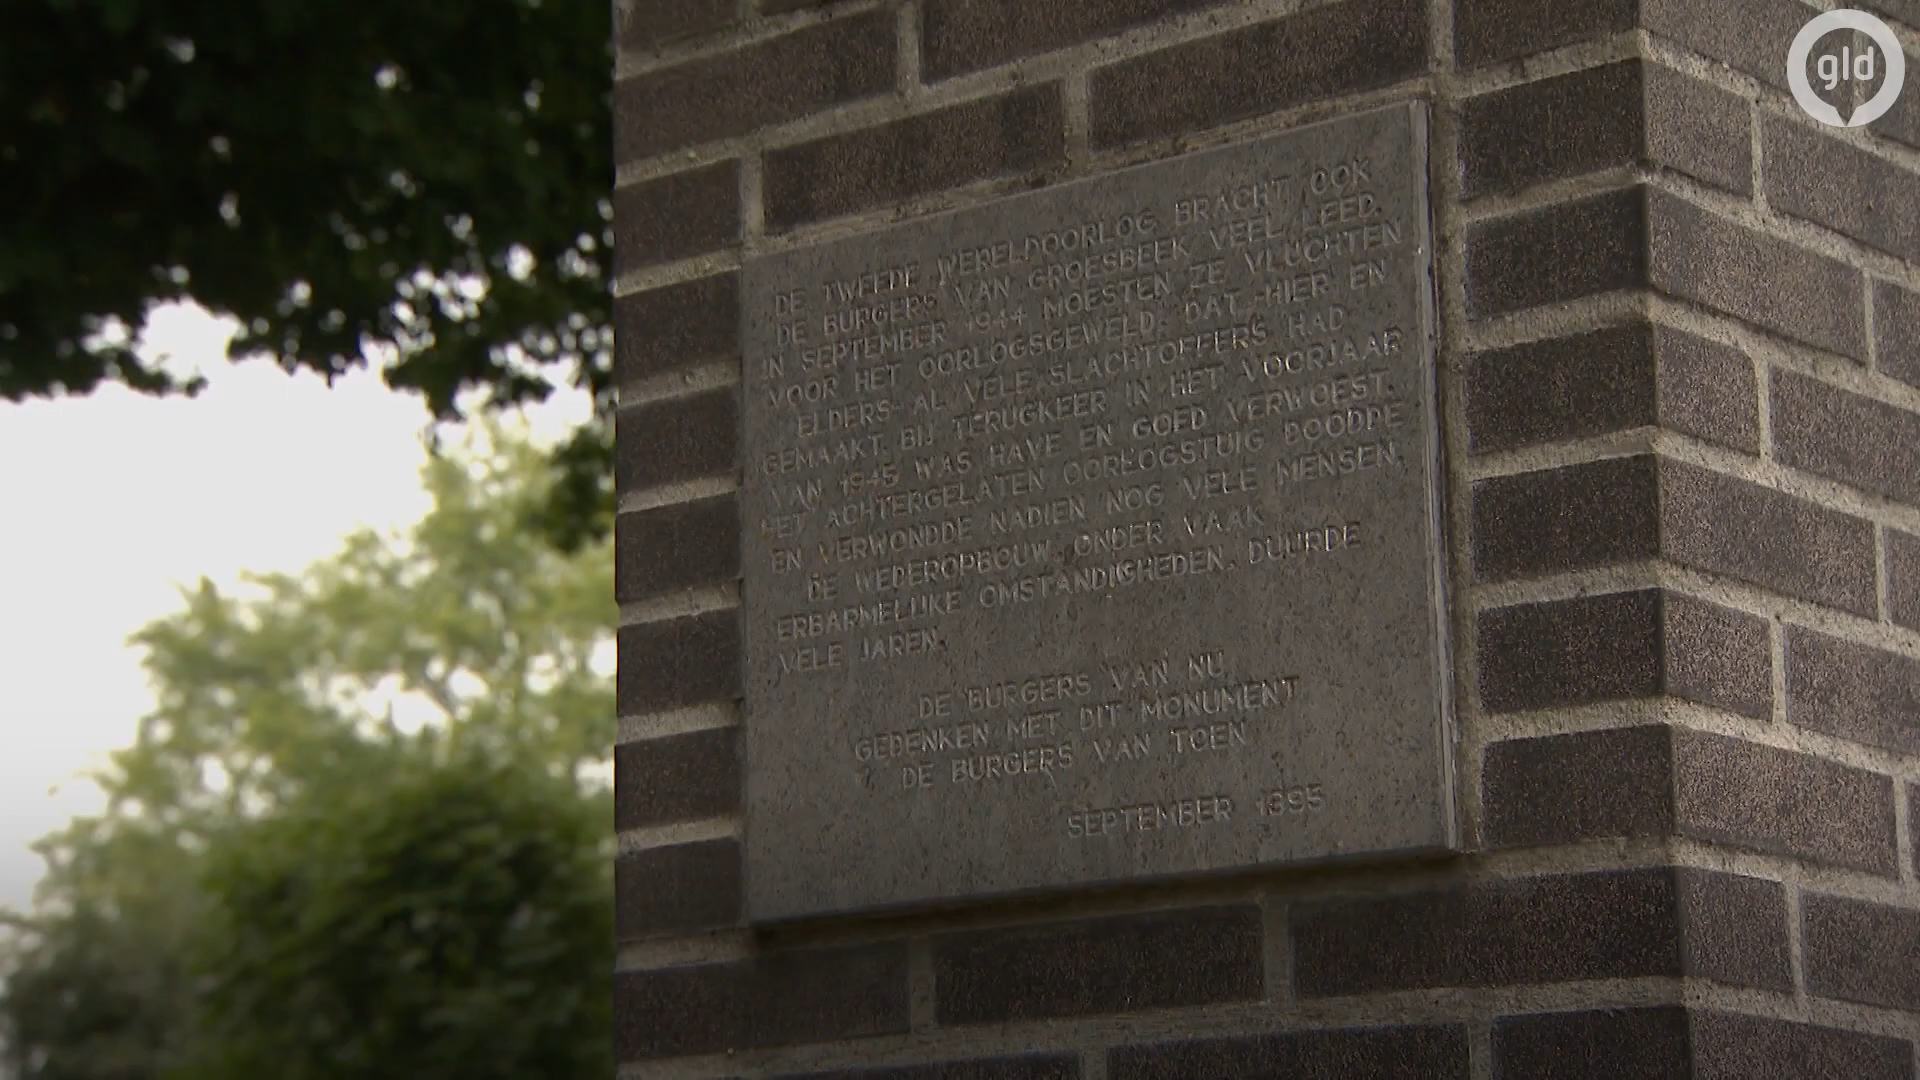 gld
DE TWEEDE WERELDOORLOG BRACHT OOK
DE BURGERS VAN GROESBEEK VEEL LEED.
IN SEPTEMBER 1944 MOESTEN ZE VLUCHTEN
VOOR HET OORLOGSGEWELD, DAT HIER EN
ELDERS AL VELE SLACHTOFFERS HAD
GEMAAKT. BIJ TERUGKEER IN HET VOORJAAR
VAN 1945 WAS HAVE EN GOED VERWOEST.
HET ACHTERGELATEN OORLOGSTUIG DOODDE
EN VERWONDDE NADIEN NOG VELE MENSEN.
DE WEDEROPBOUW, ONDER VAAK
ERBARMELIJKE OMSTANDIGHEDEN, DUURDE
VELE JAREN.
DE BURGERS VAN NU
GEDENKEN MET DIT MONUMENT
DE BURGERS VAN TOEN
SEPTEMBER 1995